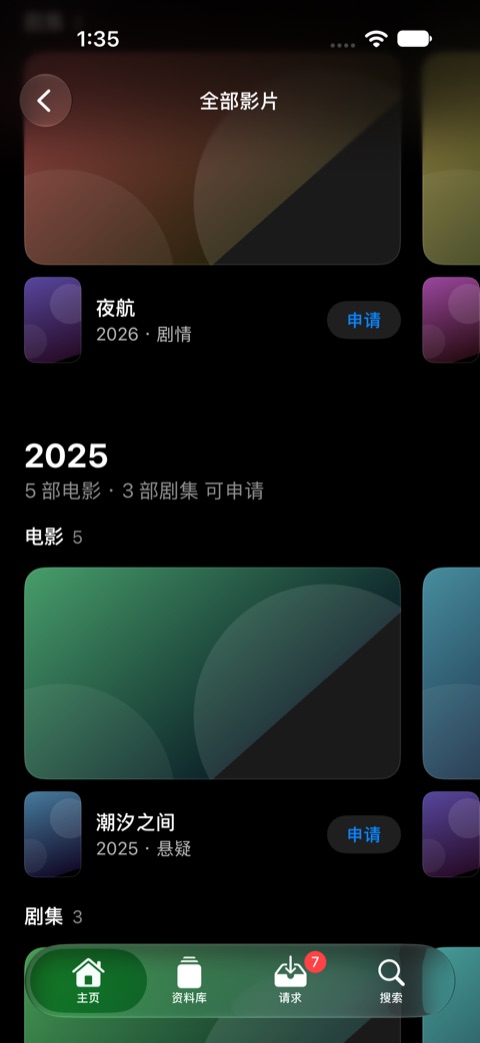 1:35
全部影片
夜航
2026 · 剧情
申请
2025
5 部电影 · 3 部剧集 可申请
电影 5
潮汐之间
2025 · 悬疑
申请
剧集 3
7
主页
资料库
请求
搜索